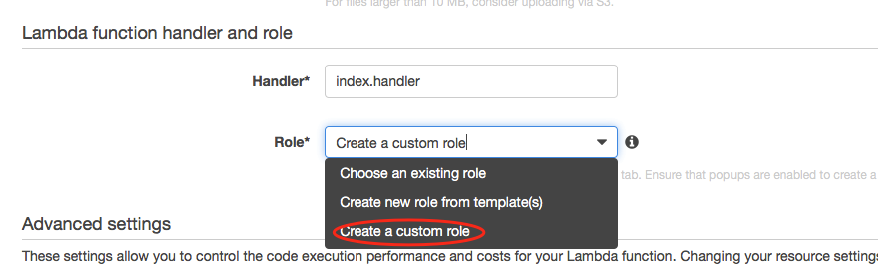 For files larger than 10 MB, consider uploading via S3.
Lambda function handler and role
Handler* index.handler
Role* Create a custom role
Choose an existing role
tab. Ensure that popups are enabled to create a
Create new role from template(s)
Create a custom role
Advanced settings
These settings allow you to control the code execution performance and costs for your Lambda function. Changing your resource settings